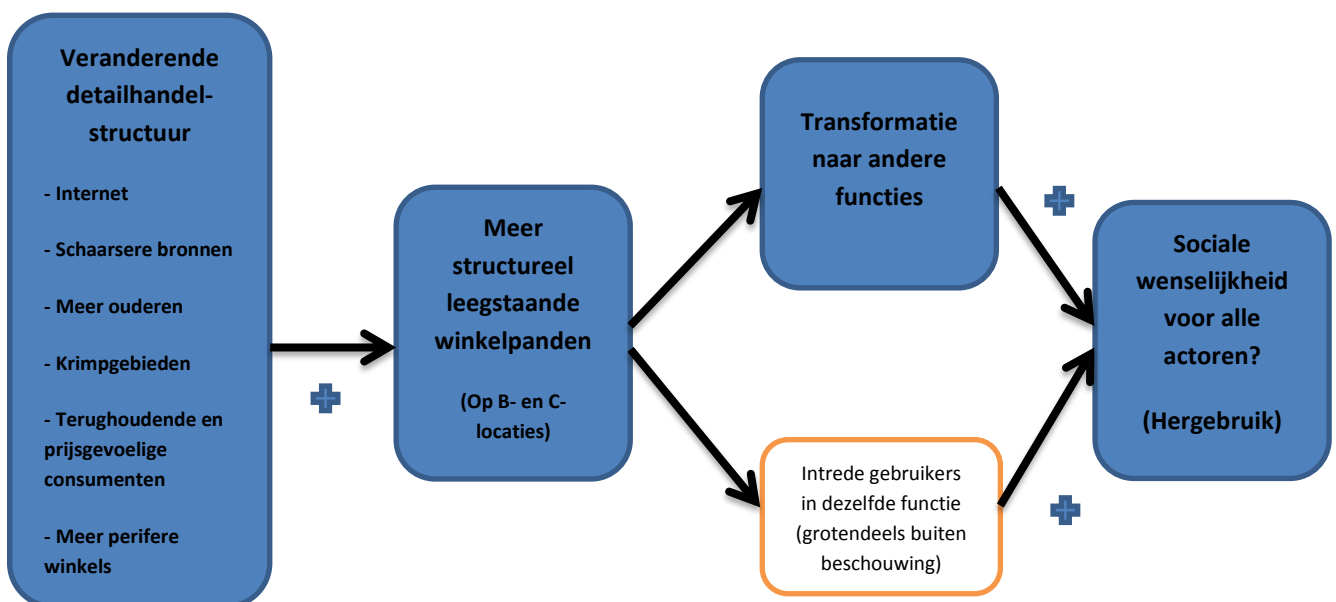 Veranderende
detailhandel-
structuur
- Internet
- Schaarsere bronnen
- Meer ouderen
- Krimpgebieden
- Terughoudende en
prijsgevoelige
consumenten
- Meer perifere
winkels
Meer
structureel
leegstaande
winkelpanden
(Op B- en C-
locaties)
Transformatie
naar andere
functies
Intrede gebruikers
in dezelfde functie
(grotendeels buiten
beschouwing)
Sociale
wenselijkheid
voor alle
actoren?
(Hergebruik)